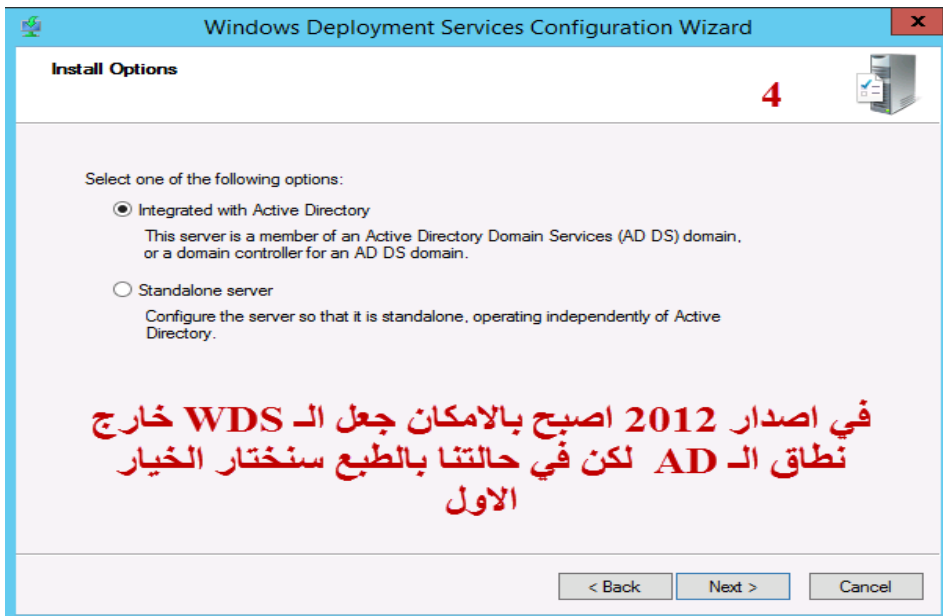 Windows Deployment Services Configuration Wizard
x
Install Options
4
Select one of the following options:
Integrated with Active Directory
This server is a member of an Active Directory Domain Services (AD DS) domain,
or a domain controller for an AD DS domain.
Standalone server
Configure the server so that it is standalone, operating independently of Active
Directory.
في اصدار 2012 اصبح بالامكان جعل الـ WDS خارج
نطاق الـ AD لكن في حالتنا بالطبع سنختار الخيار
الاول
< Back Next > Cancel